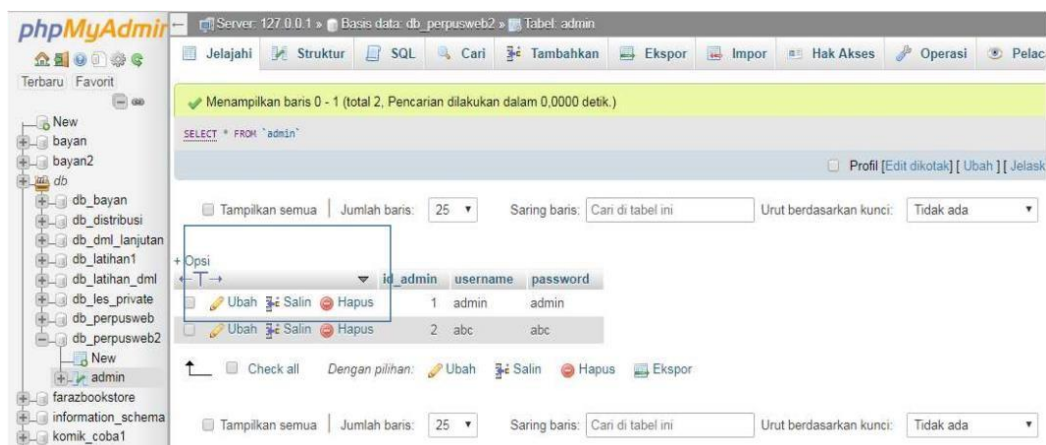 phpMyAdmin
Terbaru Favorit
New
bayan
bayan2
db
db_bayan
db_distribusi
db_dml_lanjutan
db_latihan1
db_latihan_dml
db_les_private
db_perpusweb
db_perpusweb2
New
admin
farazbookstore
information_schema
komik_coba1
Server: 127.0.0.1 » Basis data: db_perpusweb2 » Tabel: admin
Jelajahi Struktur SQL Cari Tambahkan Ekspor Impor Hak Akses Operasi Pelac
Menampilkan baris 0 - 1 (total 2, Pencarian dilakukan dalam 0,0000 detik.)
SELECT * FROM `admin`
Profil [Edit dikotak] [ Ubah ] [ Jelask
Tampilkan semua | Jumlah baris: 25 Saring baris: Cari di tabel ini Urut berdasarkan kunci: Tidak ada
+ Opsi
←T→ id_admin username password
Ubah Salin Hapus 1 admin admin
Ubah Salin Hapus 2 abc abc
Check all Dengan pilihan: Ubah Salin Hapus Ekspor
Tampilkan semua | Jumlah baris: 25 Saring baris: Cari di tabel ini Urut berdasarkan kunci: Tidak ada